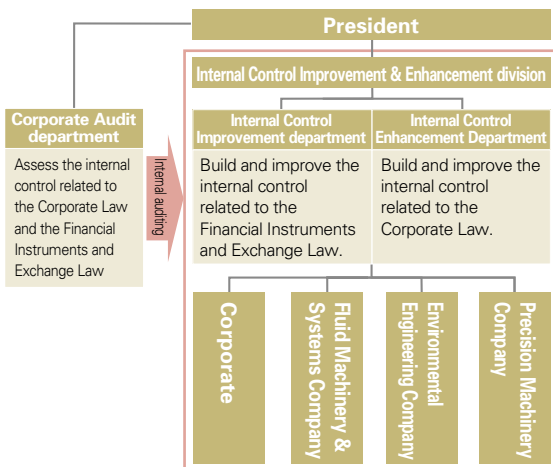 President
Internal Control Improvement & Enhancement division
Corporate Audit
department
Assess the internal
control related to
the Corporate Law
and the Financial
Instruments and
Exchange Law
Internal auditing
Internal Control
Improvement department
Build and improve the
internal control
related to the
Financial Instruments
and Exchange Law.
Internal Control
Enhancement Department
Build and improve the
internal control
related to the
Corporate Law.
Corporate
Fluid Machinery &
Systems Company
Environmental
Engineering Company
Precision Machinery
Company